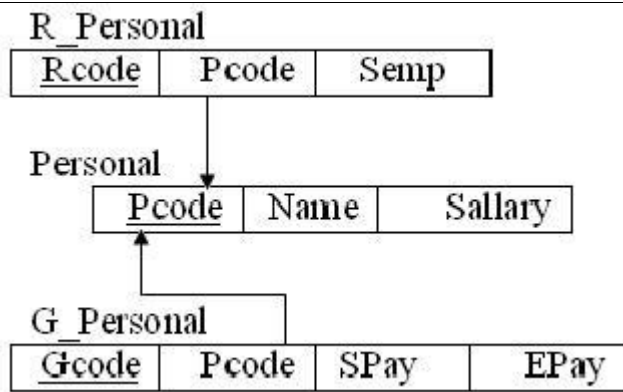 R_Personal
Rcode Pcode Semp
Personal
Pcode Name Sallary
G_Personal
Gcode Pcode SPay EPay